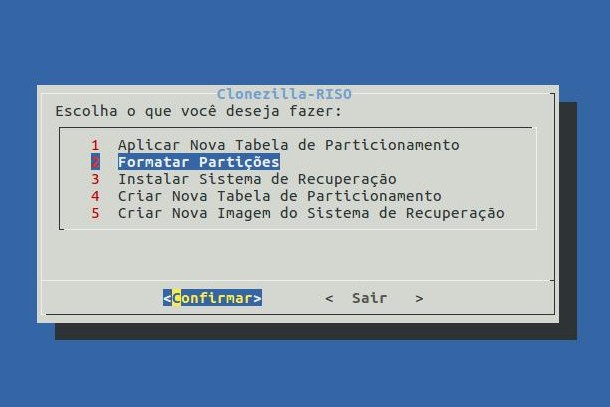 Clonezilla-RISO
Escolha o que você deseja fazer:
1 Aplicar Nova Tabela de Particionamento
2 Formatar Partições
3 Instalar Sistema de Recuperação
4 Criar Nova Tabela de Particionamento
5 Criar Nova Imagem do Sistema de Recuperação
<Confirmar> < Sair >